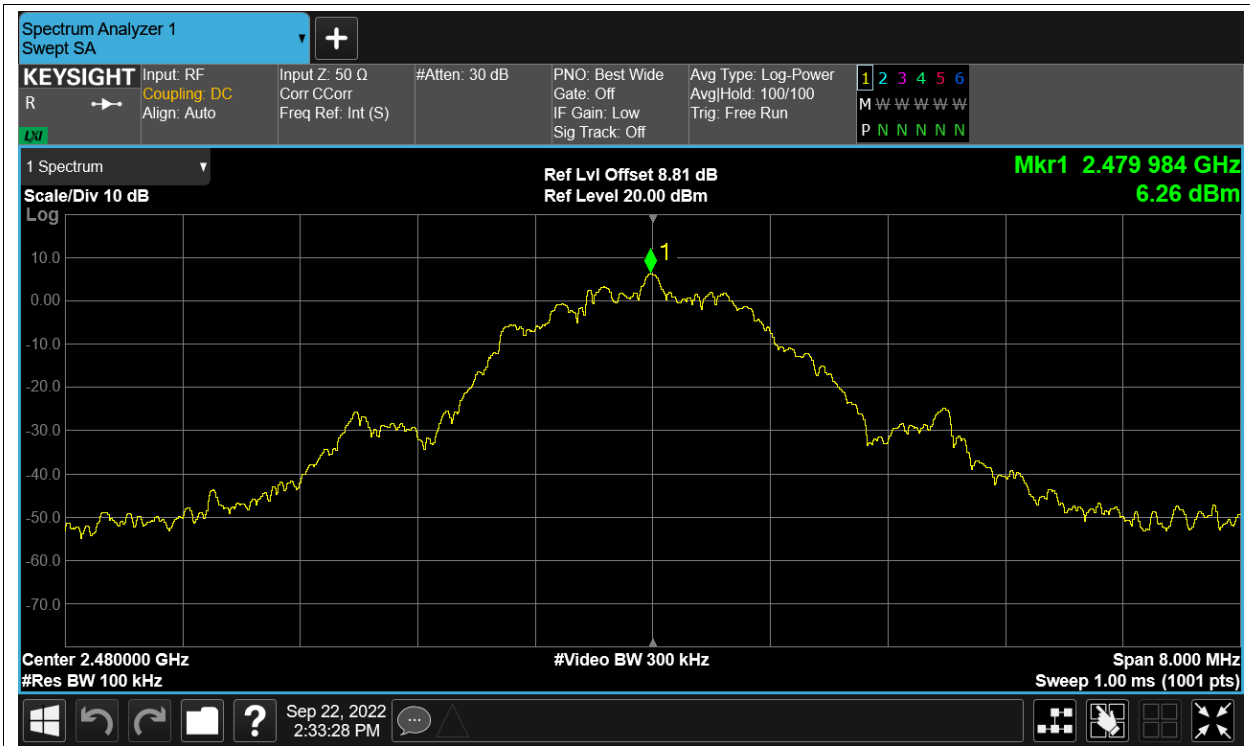 Spectrum Analyzer 1
Swept SA
KEYSIGHT
R
LXI
Input: RF
Coupling: DC
Align: Auto
Input Z: 50 Ω
Corr CCorr
Freq Ref: Int (S)
#Atten: 30 dB
PNO: Best Wide
Gate: Off
IF Gain: Low
Sig Track: Off
Avg Type: Log-Power
Avg|Hold: 100/100
Trig: Free Run
1 2 3 4 5 6
M W W W W W
P N N N N N
1 Spectrum
Scale/Div 10 dB
Ref Lvl Offset 8.81 dB
Ref Level 20.00 dBm
Mkr1 2.479 984 GHz
6.26 dBm
Log
1
10.0
0.00
-10.0
-20.0
-30.0
-40.0
-50.0
-60.0
-70.0
Center 2.480000 GHz
#Video BW 300 kHz
Span 8.000 MHz
#Res BW 100 kHz
Sweep 1.00 ms (1001 pts)
?
Sep 22, 2022
2:33:28 PM